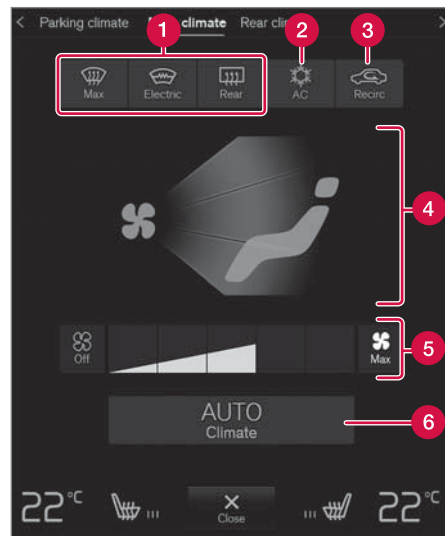 Parking climate climate Rear
1 2 3
Max Electric Rear AC Recirc
4
Off Max 5
AUTO 6
Climate
22°C Close 22°C